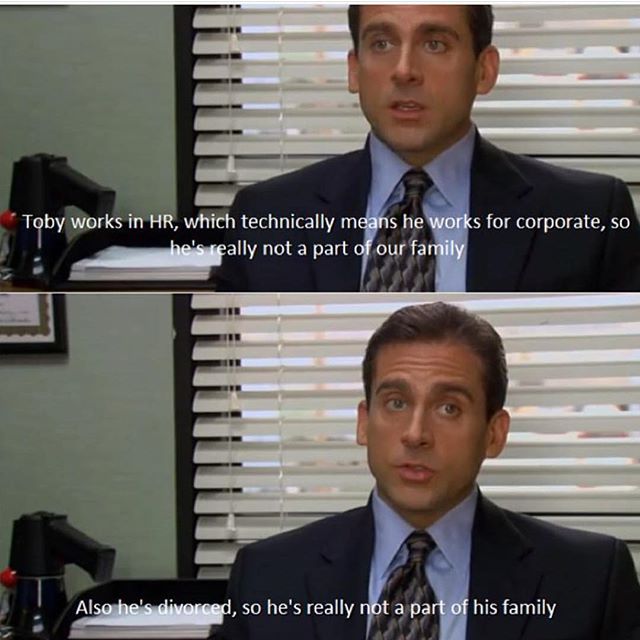 Toby works in HR, which technically means he works for corporate, so
he's really not a part of our family
Also he's divorced, so he's really not a part of his family